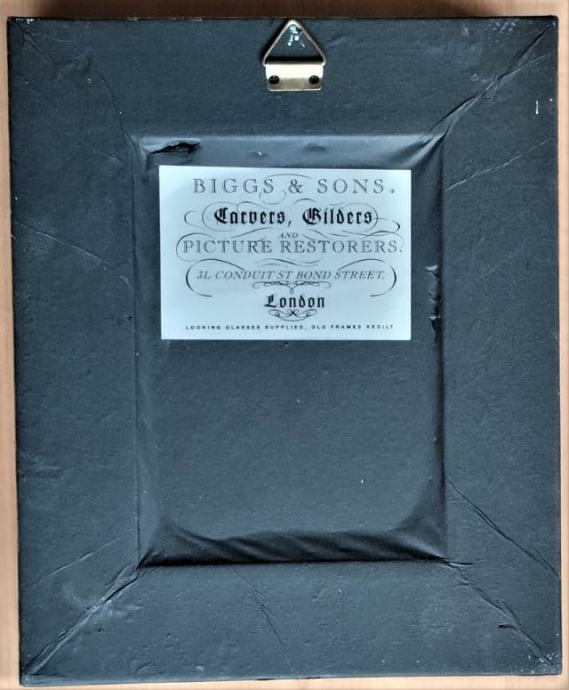 BIGGS & SONS.
Carvers, Gilders
AND
PICTURE RESTORERS.
3L CONDUIT ST BOND STREET,
London
LOOKING GLASSES SUPPLIED, OLD FRAMES REGILT